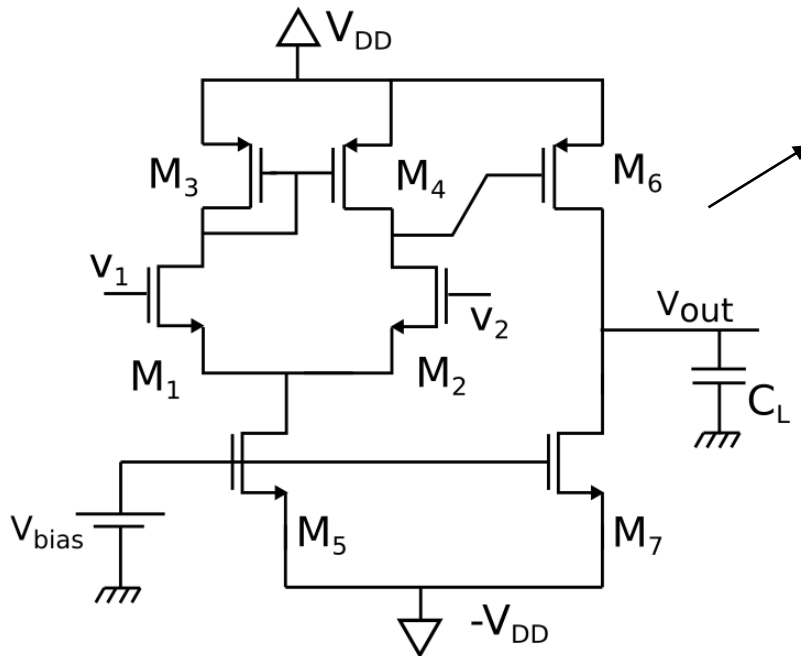 V_DD
M_3
M_4
M_6
v_1
v_2
V_out
M_1
M_2
C_L
V_bias
M_5
M_7
-V_DD